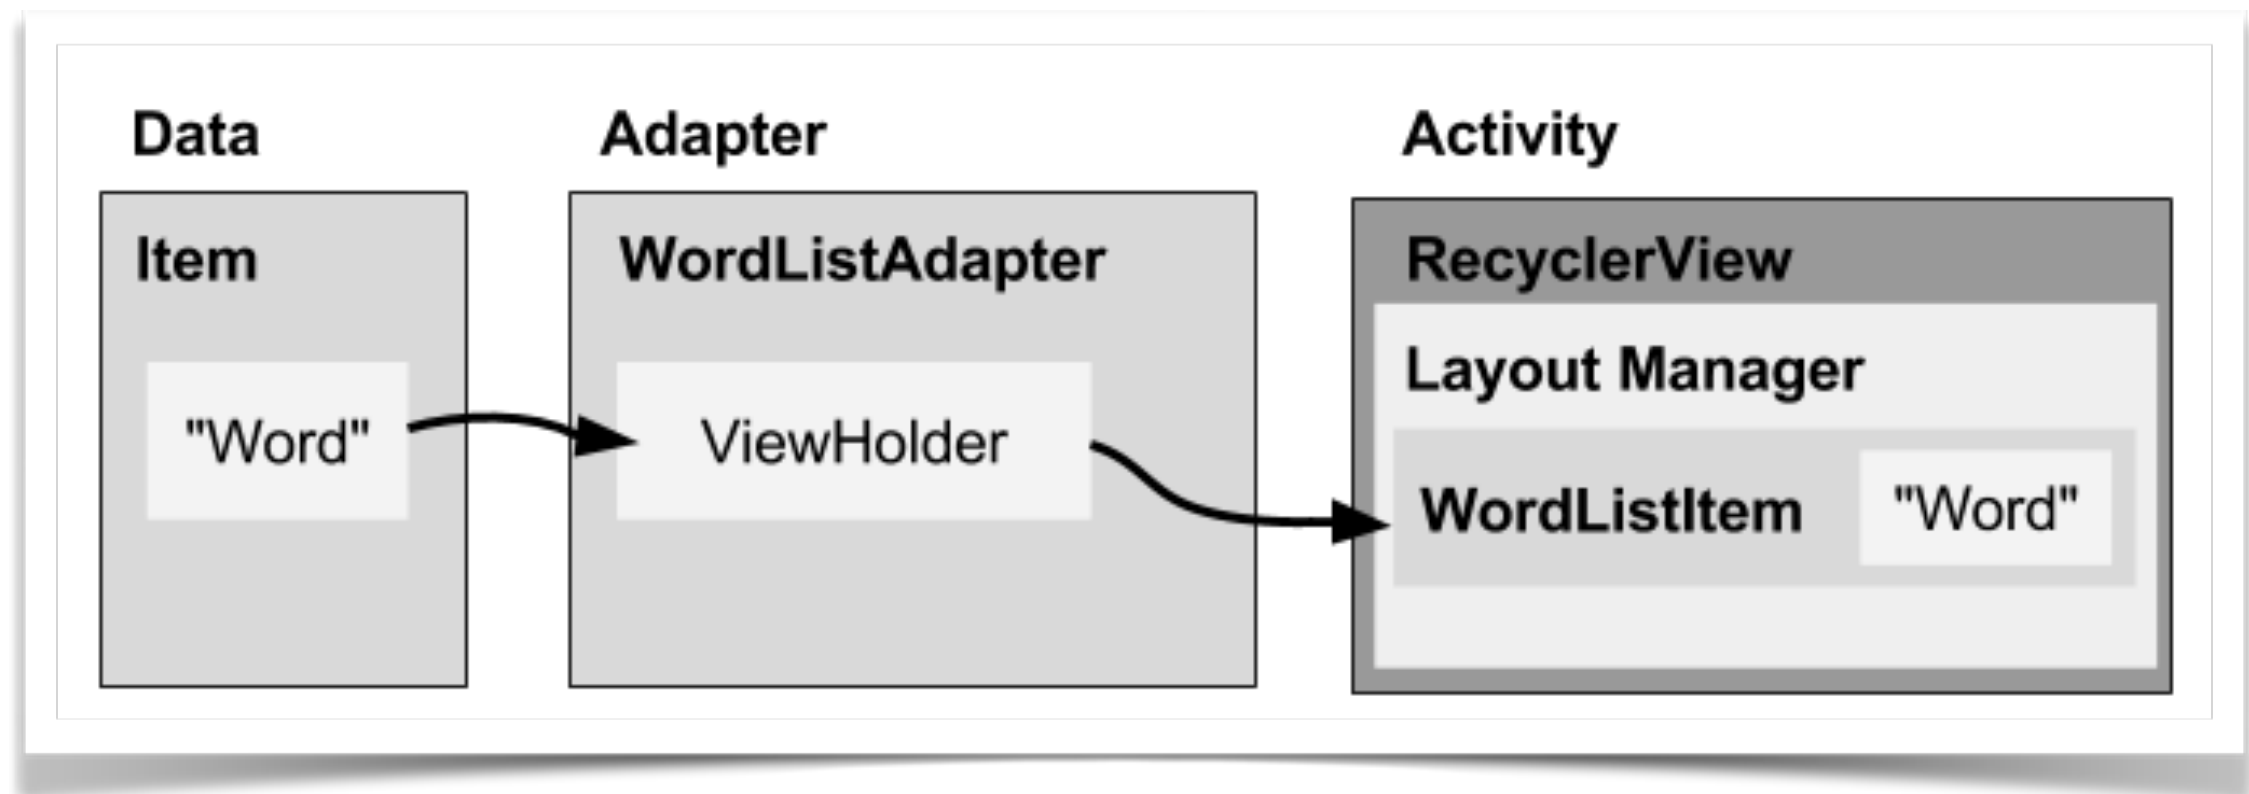 Data
Item
"Word"
Adapter
WordListAdapter
ViewHolder
Activity
RecyclerView
Layout Manager
WordListItem "Word"